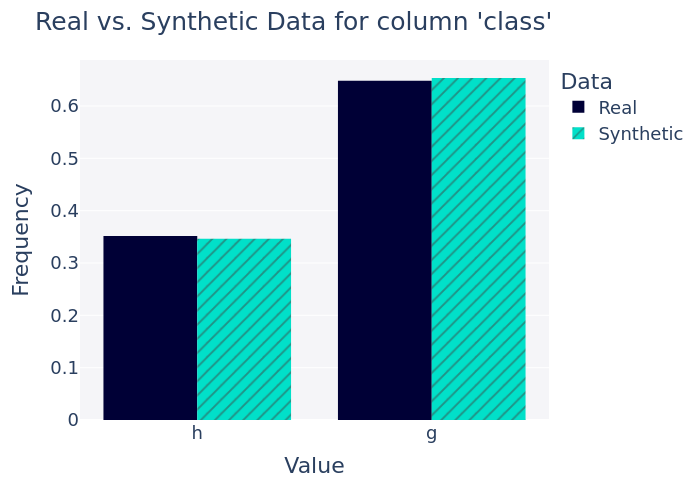 Real vs. Synthetic Data for column 'class'
Data
Real
Synthetic
Frequency
0.6
0.5
0.4
0.3
0.2
0.1
0
h g
Value